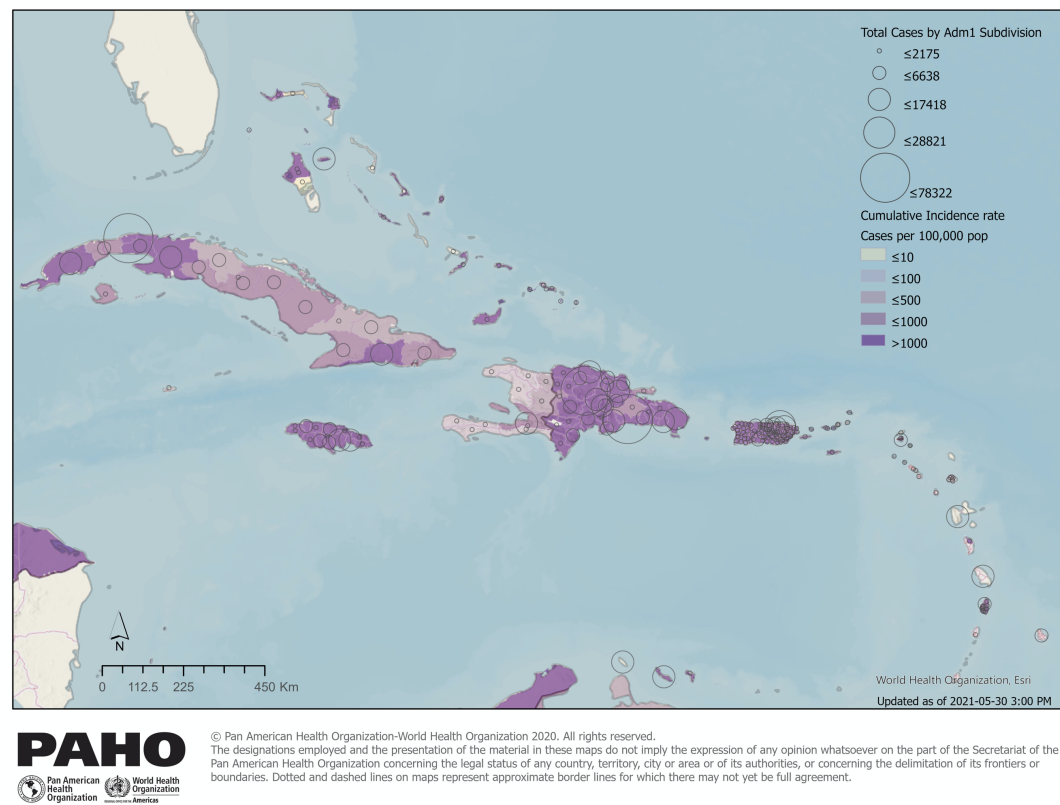 Total Cases by Adm1 Subdivision
≤2175
≤6638
≤17418
≤28821
≤78322
Cumulative Incidence rate
Cases per 100,000 pop
≤10
≤100
≤500
≤1000
>1000
N
0 112.5 225 450 Km
World Health Organization, Esri
Updated as of 2021-05-30 3:00 PM
PAHO
Pan American
Health
Organization
World Health
Organization
Americas
© Pan American Health Organization-World Health Organization 2020. All rights reserved.
The designations employed and the presentation of the material in these maps do not imply the expression of any opinion whatsoever on the part of the Secretariat of the
Pan American Health Organization concerning the legal status of any country, territory, city or area or of its authorities, or concerning the delimitation of its frontiers or
boundaries. Dotted and dashed lines on maps represent approximate border lines for which there may not yet be full agreement.